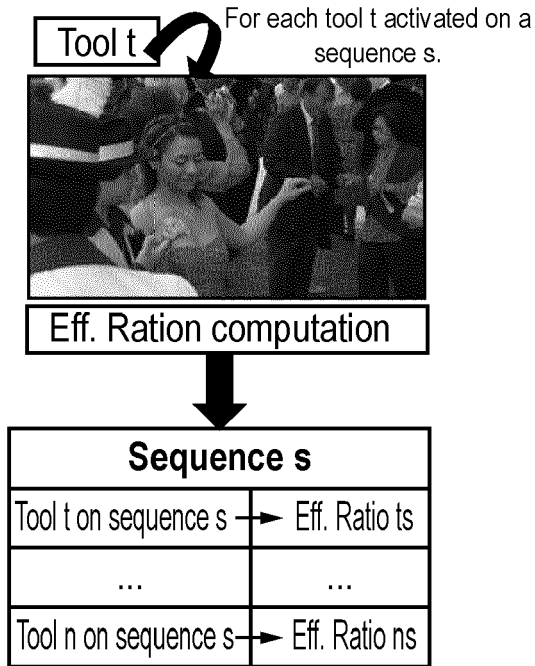 Tool t
For each tool t activated on a
sequence s.
Eff. Ration computation
Sequence s
Tool t on sequence s Eff. Ratio ts
... ...
Tool n on sequence s Eff. Ratio ns